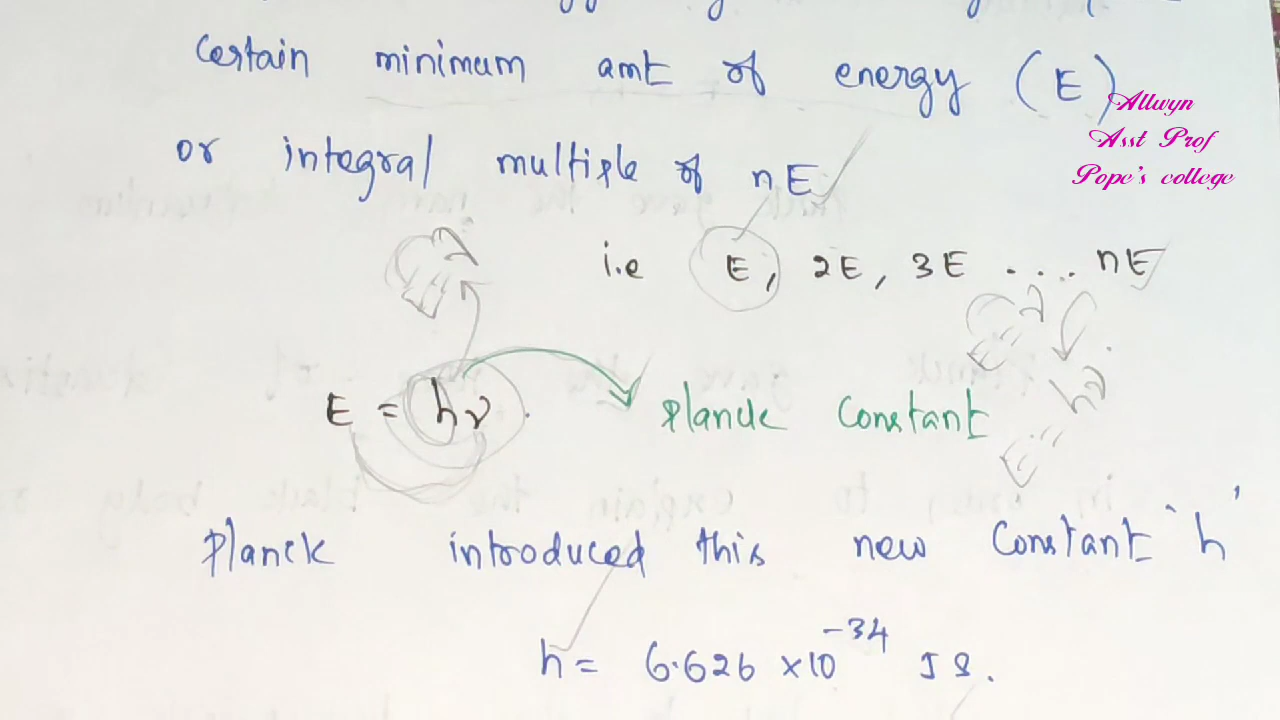 certain minimum amt of energy (E)
Allwyn
Asst Prof
Pope's college
or integral multiple of nE
i.e E, 2E, 3E .... nE
hν
E = hν.
Planck Constant
Planck introduced this new Constant 'h'
h = 6.626 × 10⁻³⁴ J S.